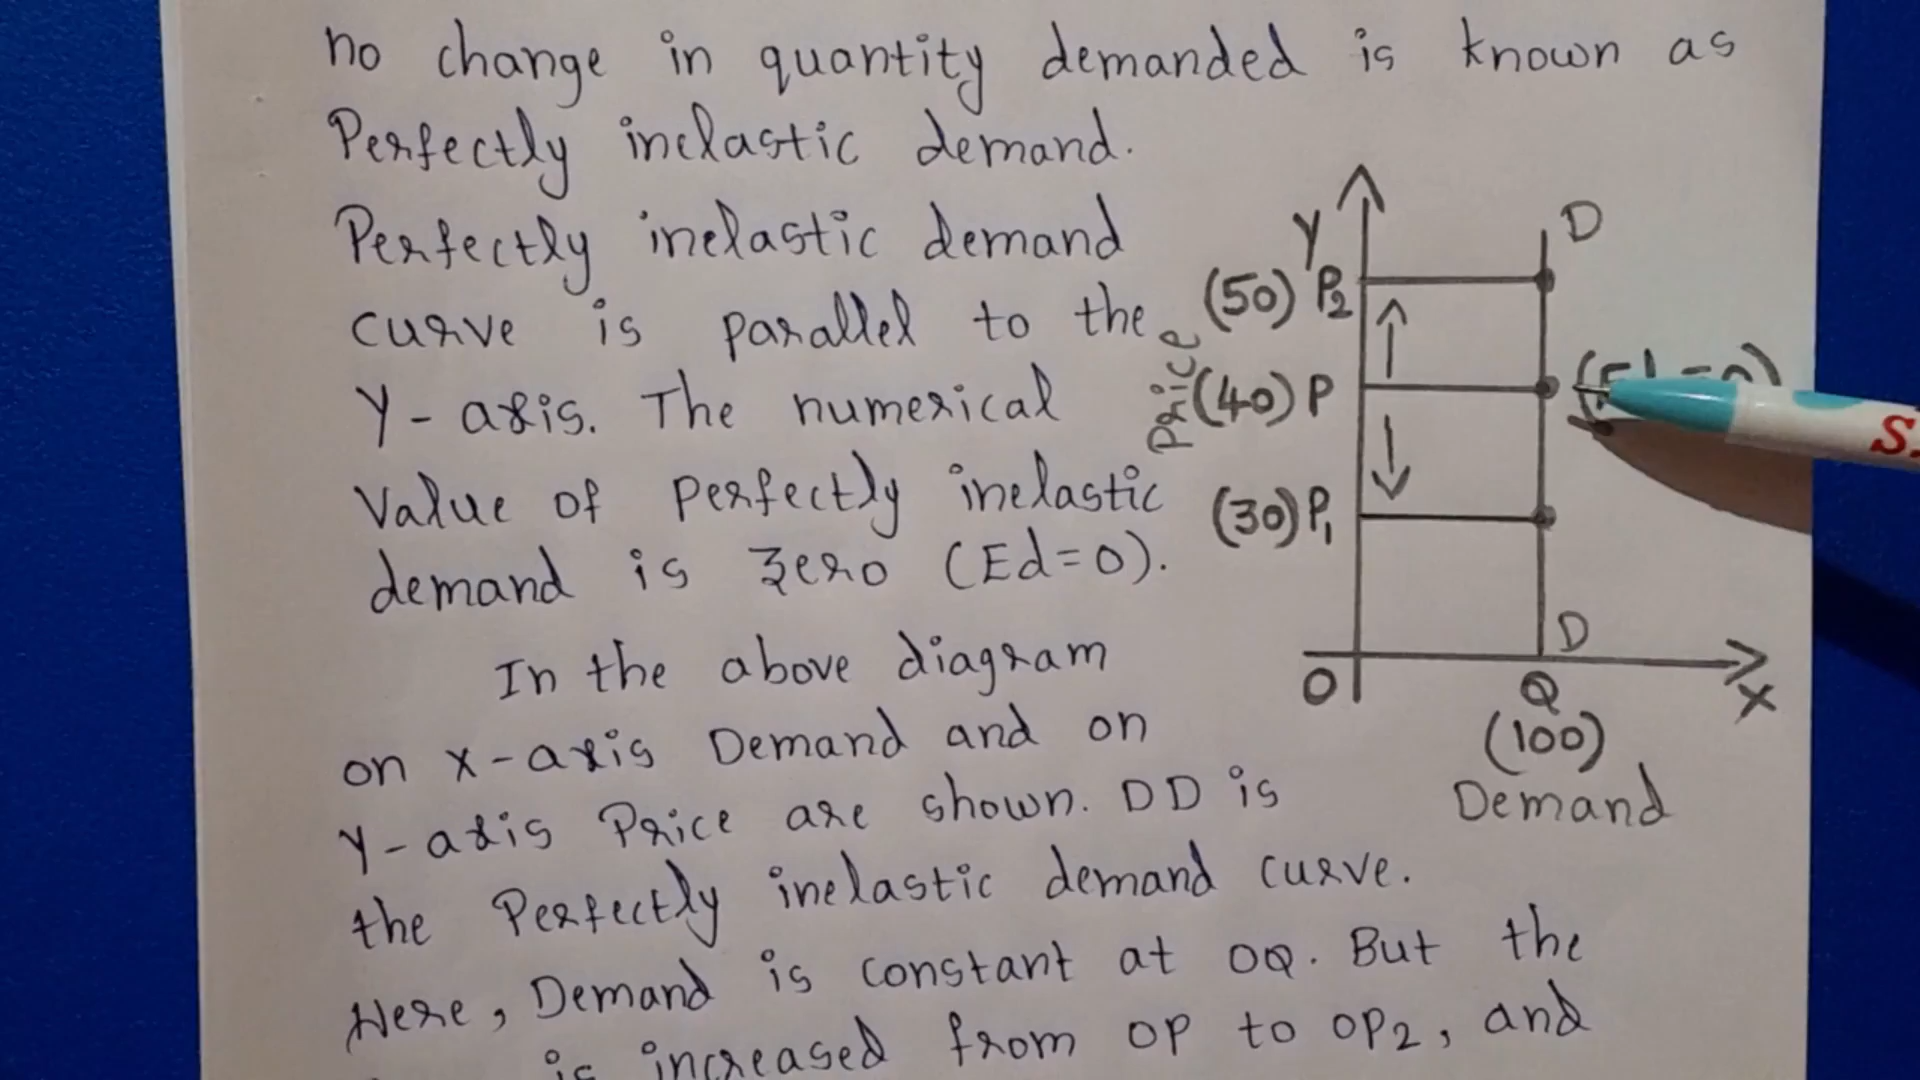 no change in quantity demanded is known as
Perfectly inelastic demand.
Perfectly inelastic demand
curve is parallel to the
Y-axis. The numerical
Value of perfectly inelastic
demand is zero (Ed=0).
In the above diagram
on x-axis Demand and on
Y-axis Price are shown. DD is
the Perfectly inelastic demand curve.
Here, Demand is constant at OQ. But the
is increased from OP to OP2, and
Y
D
(50) P2
Price
(40) P
(30) P1
D
O
Q
X
(100)
Demand
S.